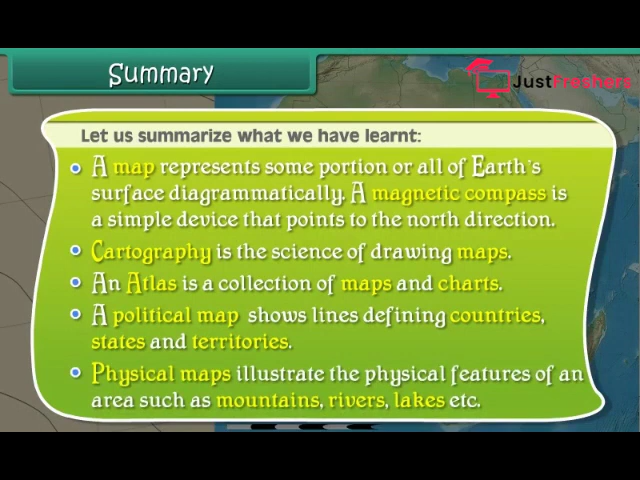 Summary
JustFreshers
Let us summarize what we have learnt:
A map represents some portion or all of Earth's
surface diagrammatically. A magnetic compass is
a simple device that points to the north direction.
Cartography is the science of drawing maps.
An Atlas is a collection of maps and charts.
A political map shows lines defining countries,
states and territories.
Physical maps illustrate the physical features of an
area such as mountains, rivers, lakes etc.